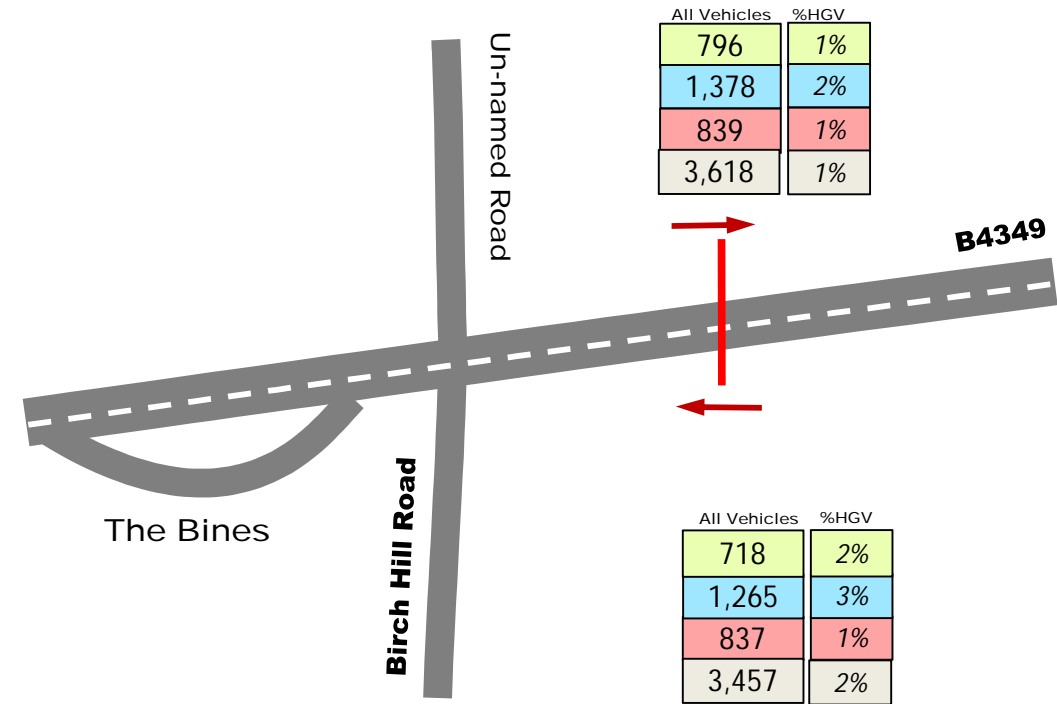 All Vehicles %HGV
796 1%
1,378 2%
839 1%
3,618 1%
Un-named Road
B4349
The Bines
Birch Hill Road
All Vehicles %HGV
718 2%
1,265 3%
837 1%
3,457 2%